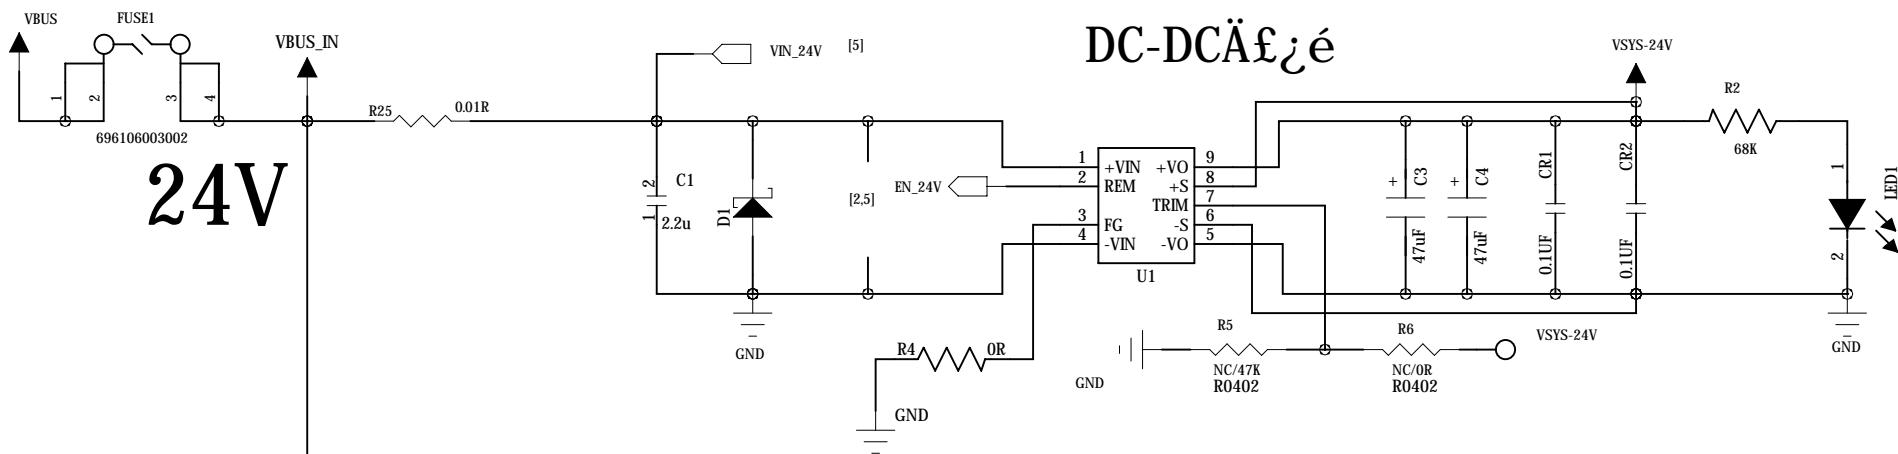 VBUS
FUSE1
VBUS_IN
VIN_24V
[5]
DC-DCÄ£¿é
VSYS-24V
1
2
3
4
696106003002
R25
0.01R
R2
68K
24V
2
1
C1
2.2u
D1
[2,5]
EN_24V
1
2
3
4
+VIN
REM
FG
-VIN
+VO
+S
TRIM
-S
-VO
9
8
7
6
5
U1
+
C3
47uF
+
C4
47uF
CR1
0.1UF
CR2
0.1UF
1
2
LED1
GND
R4
0R
GND
GND
R5
NC/47K
R0402
R6
NC/0R
R0402
VSYS-24V
GND